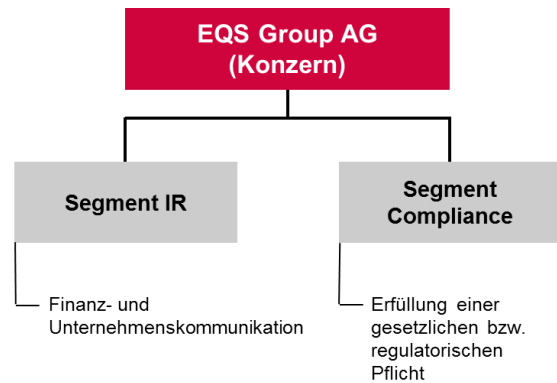 EQS Group AG
(Konzern)
Segment IR
Segment
Compliance
Finanz- und
Unternehmenskommunikation
Erfüllung einer
gesetzlichen bzw.
regulatorischen
Pflicht